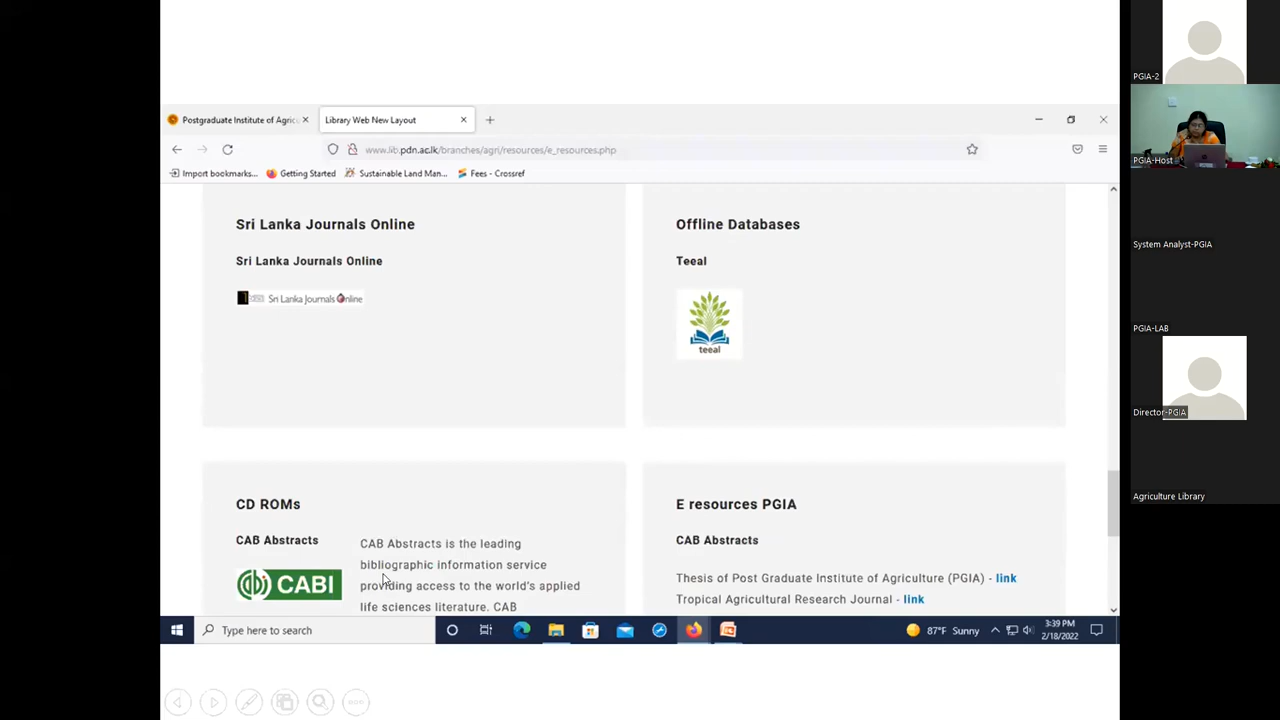 Postgraduate Institute of Agric
Library Web New Layout
www.lib.pdn.ac.lk/branches/agri/resources/e_resources.php
Import bookmarks...
Getting Started
Sustainable Land Man...
Fees - Crossref
Sri Lanka Journals Online
Sri Lanka Journals Online
Sri Lanka Journals Online
Offline Databases
Teeal
teeal
CD ROMs
CAB Abstracts
CABI
CAB Abstracts is the leading
bibliographic information service
providing access to the world's applied
life sciences literature. CAB
E resources PGIA
CAB Abstracts
Thesis of Post Graduate Institute of Agriculture (PGIA) - link
Tropical Agricultural Research Journal - link
Type here to search
87°F Sunny
3:39 PM
2/18/2022
PGIA-2
PGIA-Host
System Analyst-PGIA
PGIA-LAB
Director-PGIA
Agriculture Library